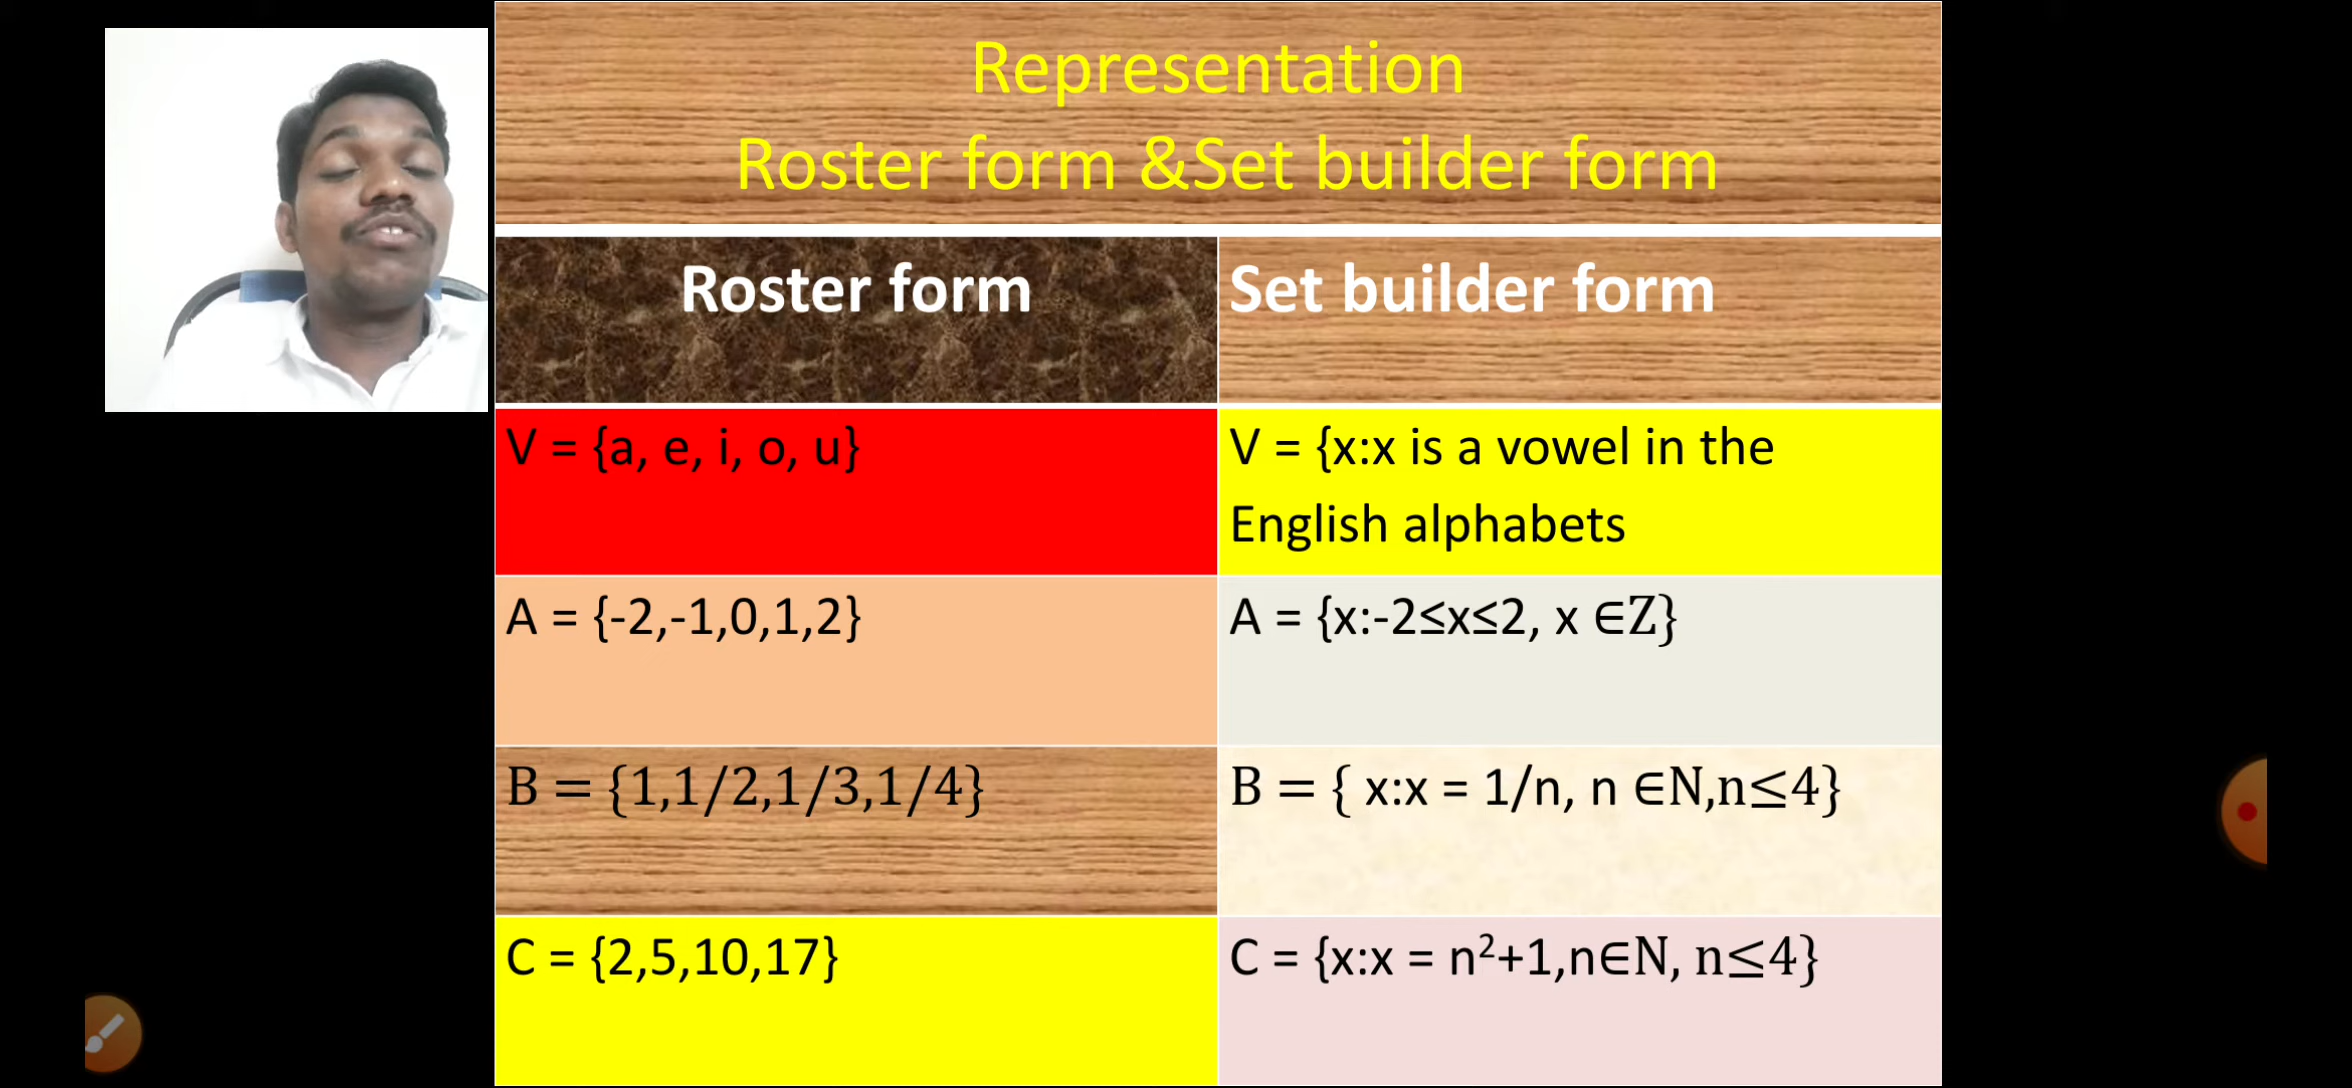 Representation
Roster form &Set builder form
Roster form
Set builder form
V = {a, e, i, o, u}
V = {x:x is a vowel in the
English alphabets
A = {-2,-1,0,1,2}
A = {x:-2≤x≤2, x ∈Z}
B = {1,1/2,1/3,1/4}
B = { x:x = 1/n, n ∈N,n≤4}
C = {2,5,10,17}
C = {x:x = n²+1,n∈N, n≤4}